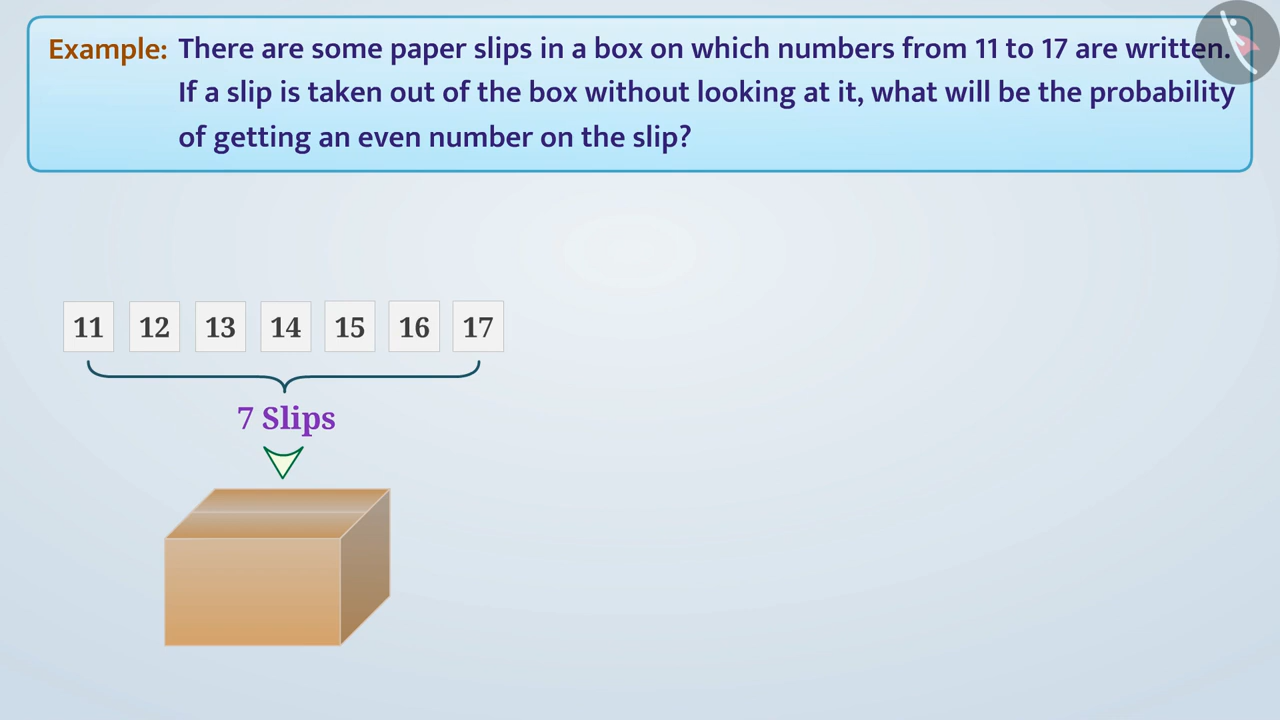 Example: There are some paper slips in a box on which numbers from 11 to 17 are written.
If a slip is taken out of the box without looking at it, what will be the probability
of getting an even number on the slip?
11 12 13 14 15 16 17
7 Slips